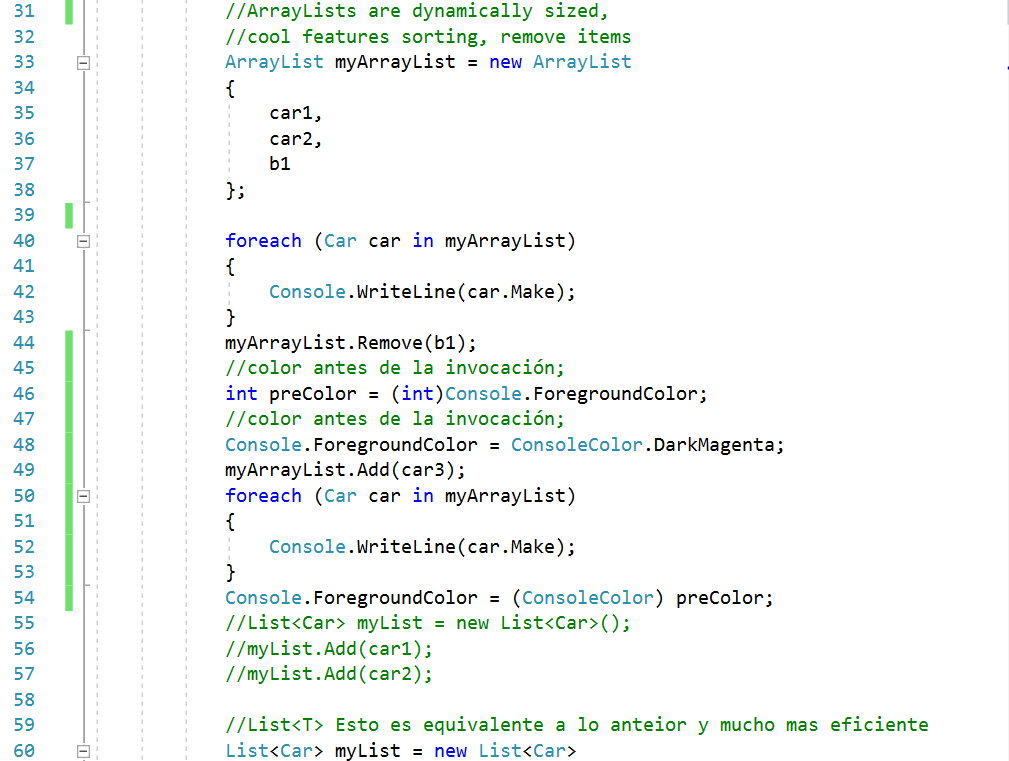 31 //ArrayLists are dynamically sized,
32 //cool features sorting, remove items
33 ArrayList myArrayList = new ArrayList
34 {
35 car1,
36 car2,
37 b1
38 };
39
40 foreach (Car car in myArrayList)
41 {
42 Console.WriteLine(car.Make);
43 }
44 myArrayList.Remove(b1);
45 //color antes de la invocación;
46 int preColor = (int)Console.ForegroundColor;
47 //color antes de la invocación;
48 Console.ForegroundColor = ConsoleColor.DarkMagenta;
49 myArrayList.Add(car3);
50 foreach (Car car in myArrayList)
51 {
52 Console.WriteLine(car.Make);
53 }
54 Console.ForegroundColor = (ConsoleColor) preColor;
55 //List<Car> myList = new List<Car>();
56 //myList.Add(car1);
57 //myList.Add(car2);
58
59 //List<T> Esto es equivalente a lo anteior y mucho mas eficiente
60 List<Car> myList = new List<Car>